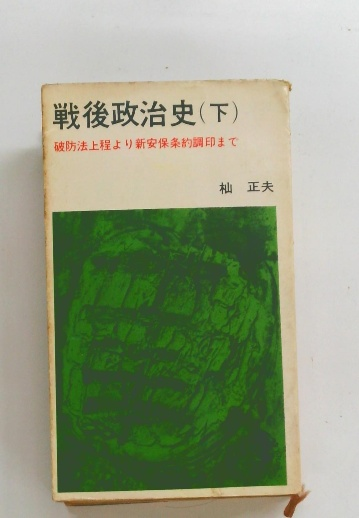 戦後政治史(下)
破防法上程より新安保条約調印まで
杣 正夫